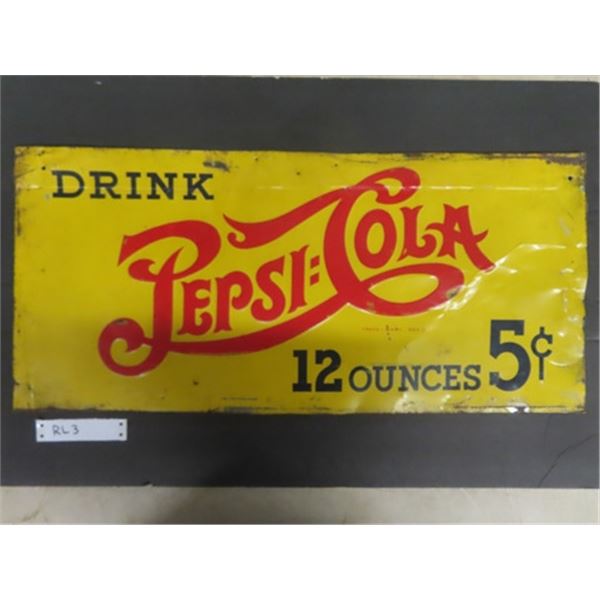 DRINK
PEPSI=COLA
12 OUNCES 5¢
RL3